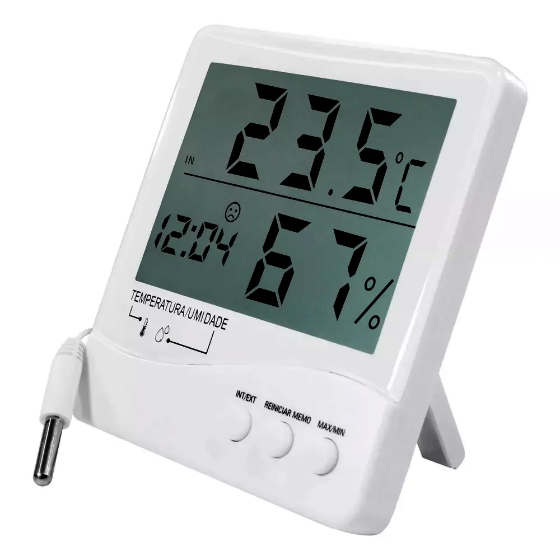 23.5°C
IN
12:04 67%
TEMPERATURA/UMIDADE
INT/EXT REINICIAR MEMO MAX/MIN